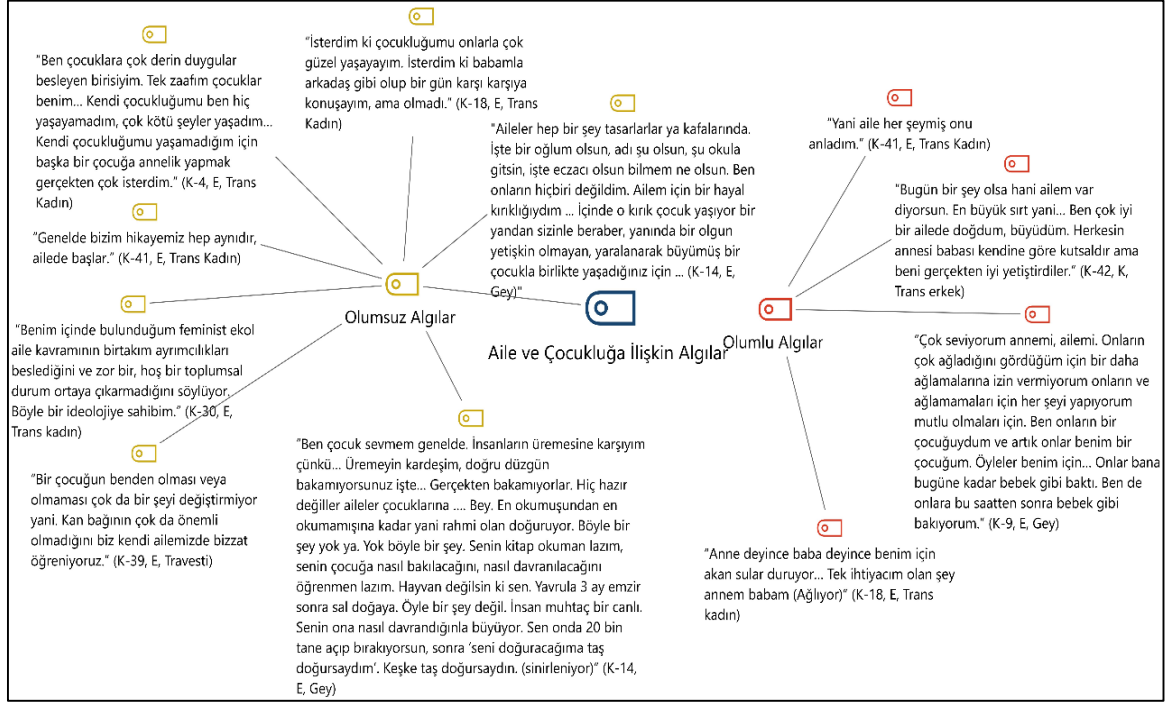 "Ben çocuklara çok derin duygular
besleyen birisiyim. Tek zaafım çocuklar
benim... Kendi çocukluğumu ben hiç
yaşayamadım, çok kötü şeyler yaşadım...
Kendi çocukluğumu yaşamadığım için
başka bir çocuğa annelik yapmak
gerçekten çok isterdim.” (K-4, E, Trans
Kadın)
“İsterdim ki çocukluğumu onlarla çok
güzel yaşayayım. İsterdim ki babamla
arkadaş gibi olup bir gün karşı karşıya
konuşayım, ama olmadı.” (K-18, E, Trans
Kadın)
"Aileler hep bir şey tasarlarlar ya kafalarında.
İşte bir oğlum olsun, adı şu olsun, şu okula
gitsin, işte eczacı olsun bilmem ne olsun. Ben
onların hiçbiri değildim. Ailem için bir hayal
kırıklığıydım ... İçinde o kırık çocuk yaşıyor bir
yandan sizinle beraber, yanında bir olgun
yetişkin olmayan, yaralanarak büyümüş bir
çocukla birlikte yaşadığınız için ... (K-14, E,
Gey)"
“Yani aile her şeymiş onu
anladım.” (K-41, E, Trans Kadın)
"Bugün bir şey olsa hani ailem var
diyorsun. En büyük sırt yani... Ben çok iyi
bir ailede doğdum, büyüdüm. Herkesin
annesi babası kendine göre kutsaldır ama
beni gerçekten iyi yetiştirdiler.” (K-42, K,
Trans erkek)
“Genelde bizim hikayemiz hep aynıdır,
ailede başlar.” (K-41, E, Trans Kadın)
Olumsuz Algılar
Aile ve Çocukluğa İlişkin Algılar
Olumlu Algılar
“Benim içinde bulunduğum feminist ekol
aile kavramının birtakım ayrımcılıkları
beslediğini ve zor bir, hoş bir toplumsal
durum ortaya çıkarmadığını söylüyor.
Böyle bir ideolojiye sahibim.” (K-30, E,
Trans kadın)
“Çok seviyorum annemi, ailemi. Onların
çok ağladığını gördüğüm için bir daha
ağlamalarına izin vermiyorum onların ve
ağlamamaları için her şeyi yapıyorum
mutlu olmaları için. Ben onların bir
çocuğuydum ve artık onlar benim bir
çocuğum. Öyleler benim için... Onlar bana
bugüne kadar bebek gibi baktı. Ben de
onlara bu saatten sonra bebek gibi
bakıyorum.” (K-9, E, Gey)
“Bir çocuğun benden olması veya
olmaması çok da bir şeyi değiştirmiyor
yani. Kan bağının çok da önemli
olmadığını biz kendi ailemizde bizzat
öğreniyoruz.” (K-39, E, Travesti)
“Ben çocuk sevmem genelde. İnsanların üremesine karşıyım
çünkü... Üremeyin kardeşim, doğru düzgün
bakamıyorsunuz işte... Gerçekten bakamıyorlar. Hiç hazır
değiller aileler çocuklarına .... Bey. En okumuşundan en
okumamışına kadar yani rahmi olan doğuruyor. Böyle bir
şey yok ya. Yok böyle bir şey. Senin kitap okuman lazım,
senin çocuğa nasıl bakılacağını, nasıl davranılacağını
öğrenmen lazım. Hayvan değilsin ki sen. Yavrula 3 ay emzir
sonra sal doğaya. Öyle bir şey değil. İnsan muhtaç bir canlı.
Senin ona nasıl davrandığınla büyüyor. Sen onda 20 bin
tane açıp bırakıyorsun, sonra ‘seni doğuracağıma taş
doğursaydım’. Keşke taş doğursaydın. (sinirleniyor)” (K-14,
E, Gey)
“Anne deyince baba deyince benim için
akan sular duruyor... Tek ihtiyacım olan şey
annem babam (Ağlıyor)” (K-18, E, Trans
kadın)